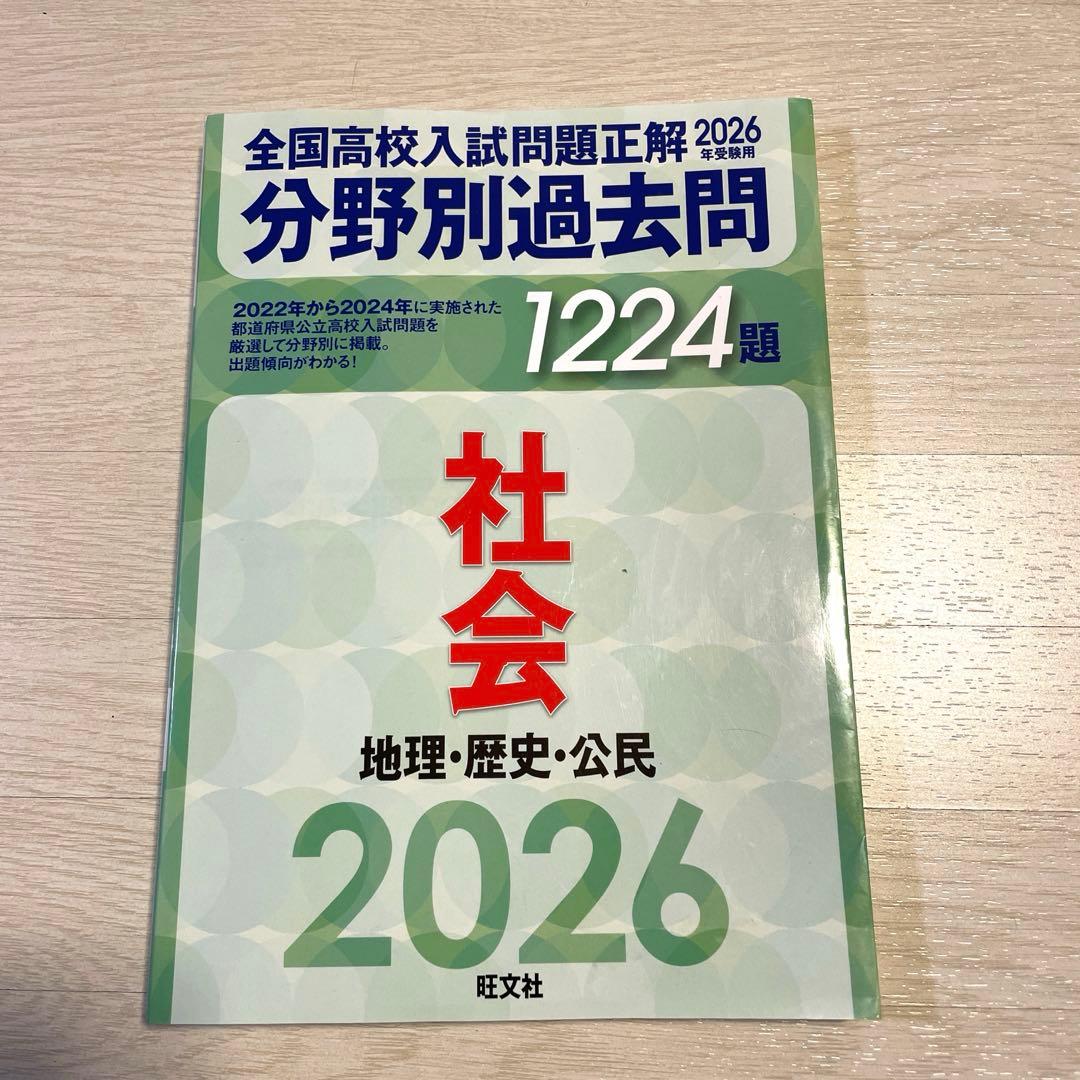 全国高校入試問題正解 2026年受験用
分野別過去問
2022年から2024年に実施された
都道府県公立高校入試問題を
厳選して分野別に掲載。
出題傾向がわかる!
1224題
社会
地理・歴史・公民
2026
旺文社